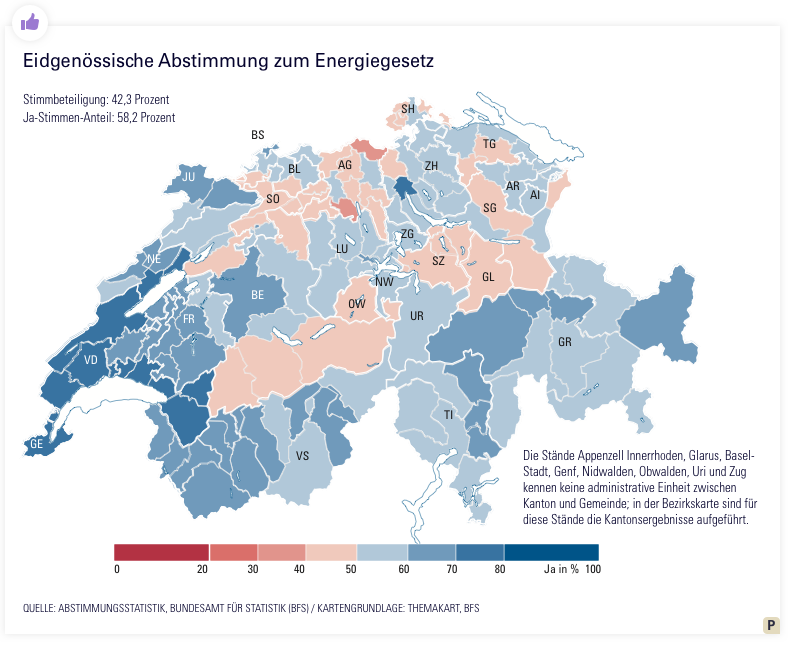 Eidgenössische Abstimmung zum Energiegesetz
Stimmbeteiligung: 42,3 Prozent
Ja-Stimmen-Anteil: 58,2 Prozent
SH
BS
TG
BL
AG
ZH
JU
AR
AI
SO
SG
ZG
LU
NE
SZ
GL
NW
BE
OW
FR
UR
GR
VD
TI
GE
VS
Die Stände Appenzell Innerrhoden, Glarus, Basel-
Stadt, Genf, Nidwalden, Obwalden, Uri und Zug
kennen keine administrative Einheit zwischen
Kanton und Gemeinde; in der Bezirkskarte sind für
diese Stände die Kantonsergebnisse aufgeführt.
0 20 30 40 50 60 70 80 Ja in % 100
QUELLE: ABSTIMMUNGSSTATISTIK, BUNDESAMT FÜR STATISTIK (BFS) / KARTENGRUNDLAGE: THEMAKART, BFS
P